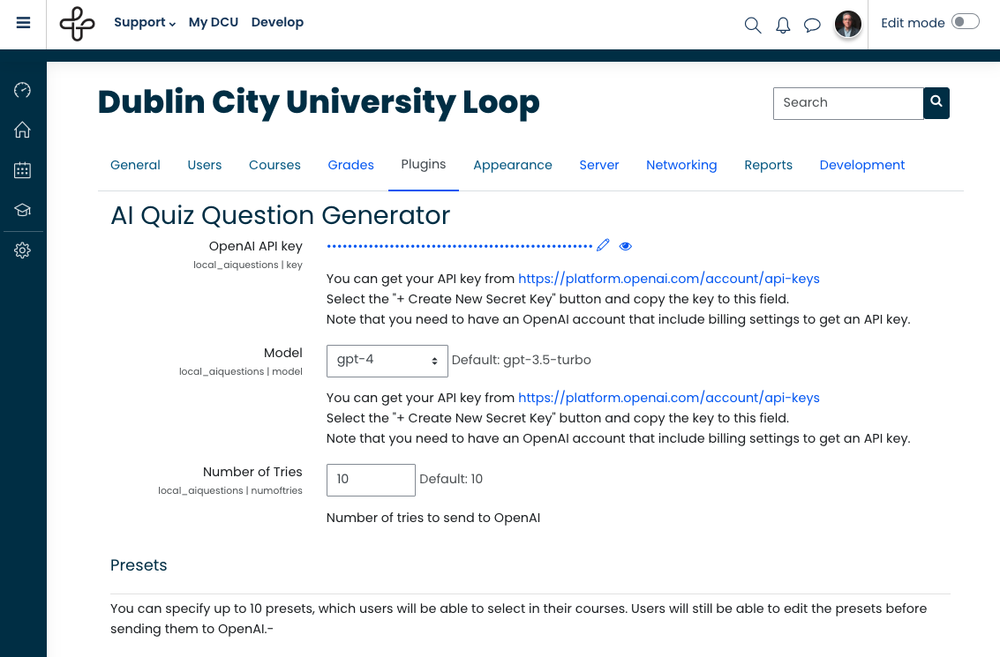 Support My DCU Develop
Edit mode
Dublin City University Loop
Search
General Users Courses Grades Plugins Appearance Server Networking Reports Development
AI Quiz Question Generator
OpenAI API key
local_aiquestions | key
You can get your API key from https://platform.openai.com/account/api-keys
Select the "+ Create New Secret Key" button and copy the key to this field.
Note that you need to have an OpenAI account that include billing settings to get an API key.
Model
local_aiquestions | model
gpt-4 Default: gpt-3.5-turbo
You can get your API key from https://platform.openai.com/account/api-keys
Select the "+ Create New Secret Key" button and copy the key to this field.
Note that you need to have an OpenAI account that include billing settings to get an API key.
Number of Tries
local_aiquestions | numoftries
10 Default: 10
Number of tries to send to OpenAI
Presets
You can specify up to 10 presets, which users will be able to select in their courses. Users will still be able to edit the presets before
sending them to OpenAI.-